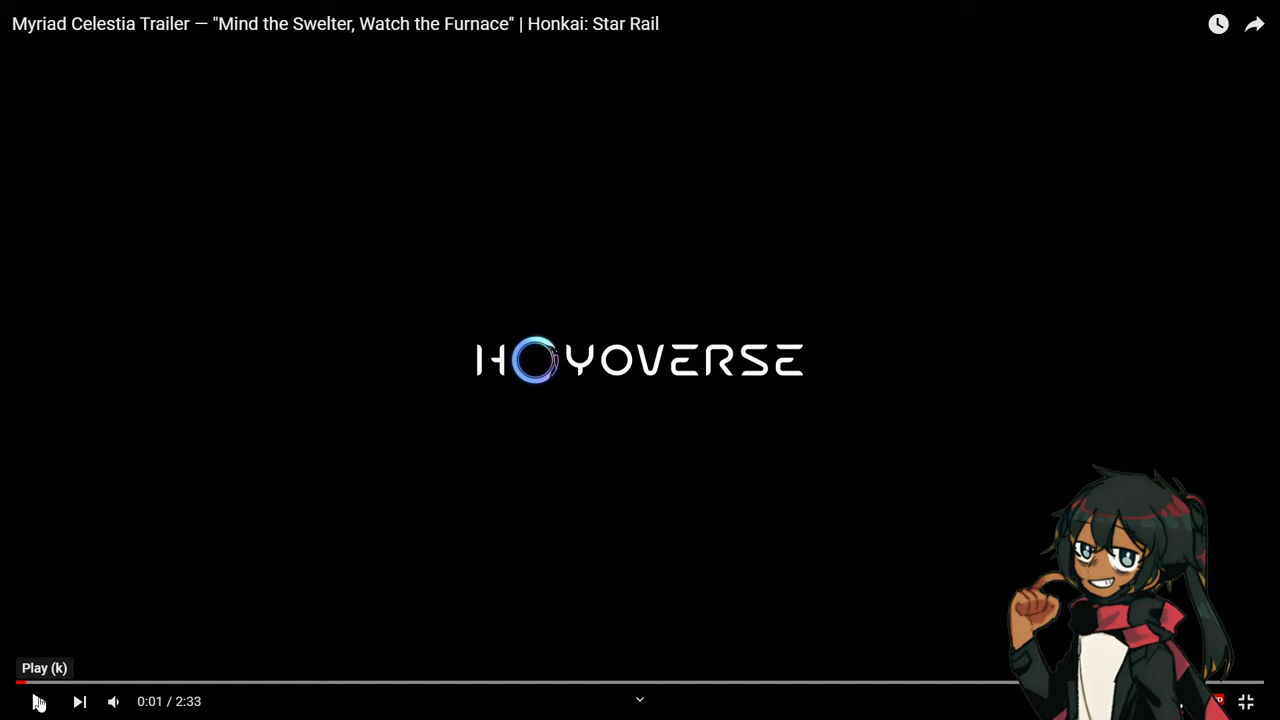 Myriad Celestia Trailer — "Mind the Swelter, Watch the Furnace" | Honkai: Star Rail
HOYOVERSE
Play (k)
0:01 / 2:33